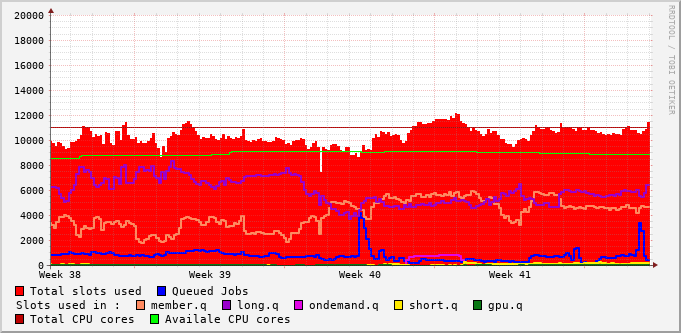 20000
18000
16000
14000
12000
10000
8000
6000
4000
2000
0
Week 38 Week 39 Week 40 Week 41
Total slots used Queued Jobs
Slots used in : member.q long.q ondemand.q short.q gpu.q
Total CPU cores Availale CPU cores
RRDTOOL / TOBI OETIKER